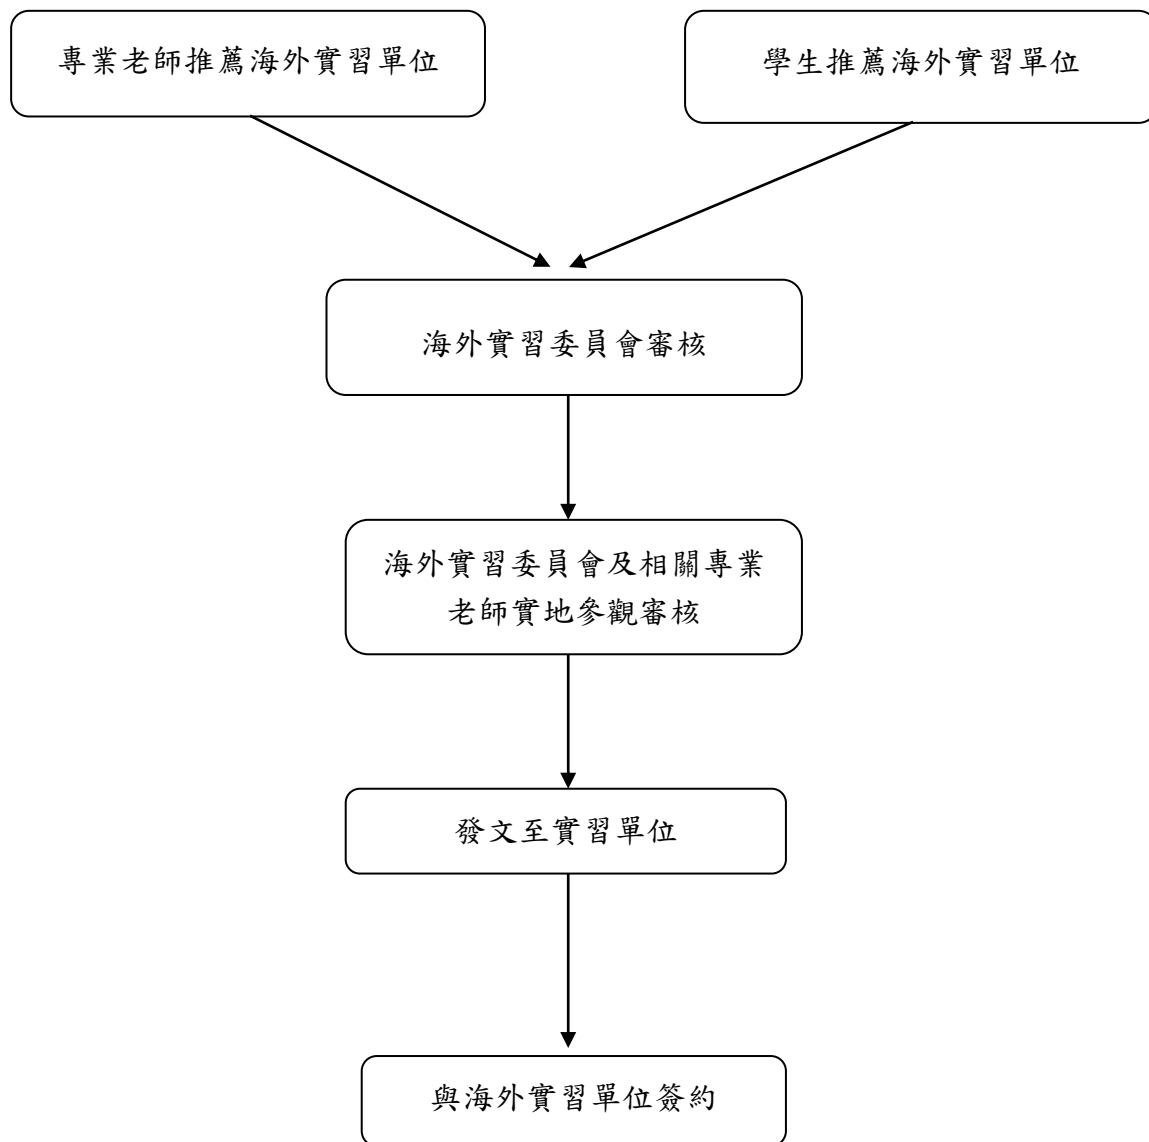 專業老師推薦海外實習單位
學生推薦海外實習單位
海外實習委員會審核
海外實習委員會及相關專業
老師實地參觀審核
發文至實習單位
與海外實習單位簽約